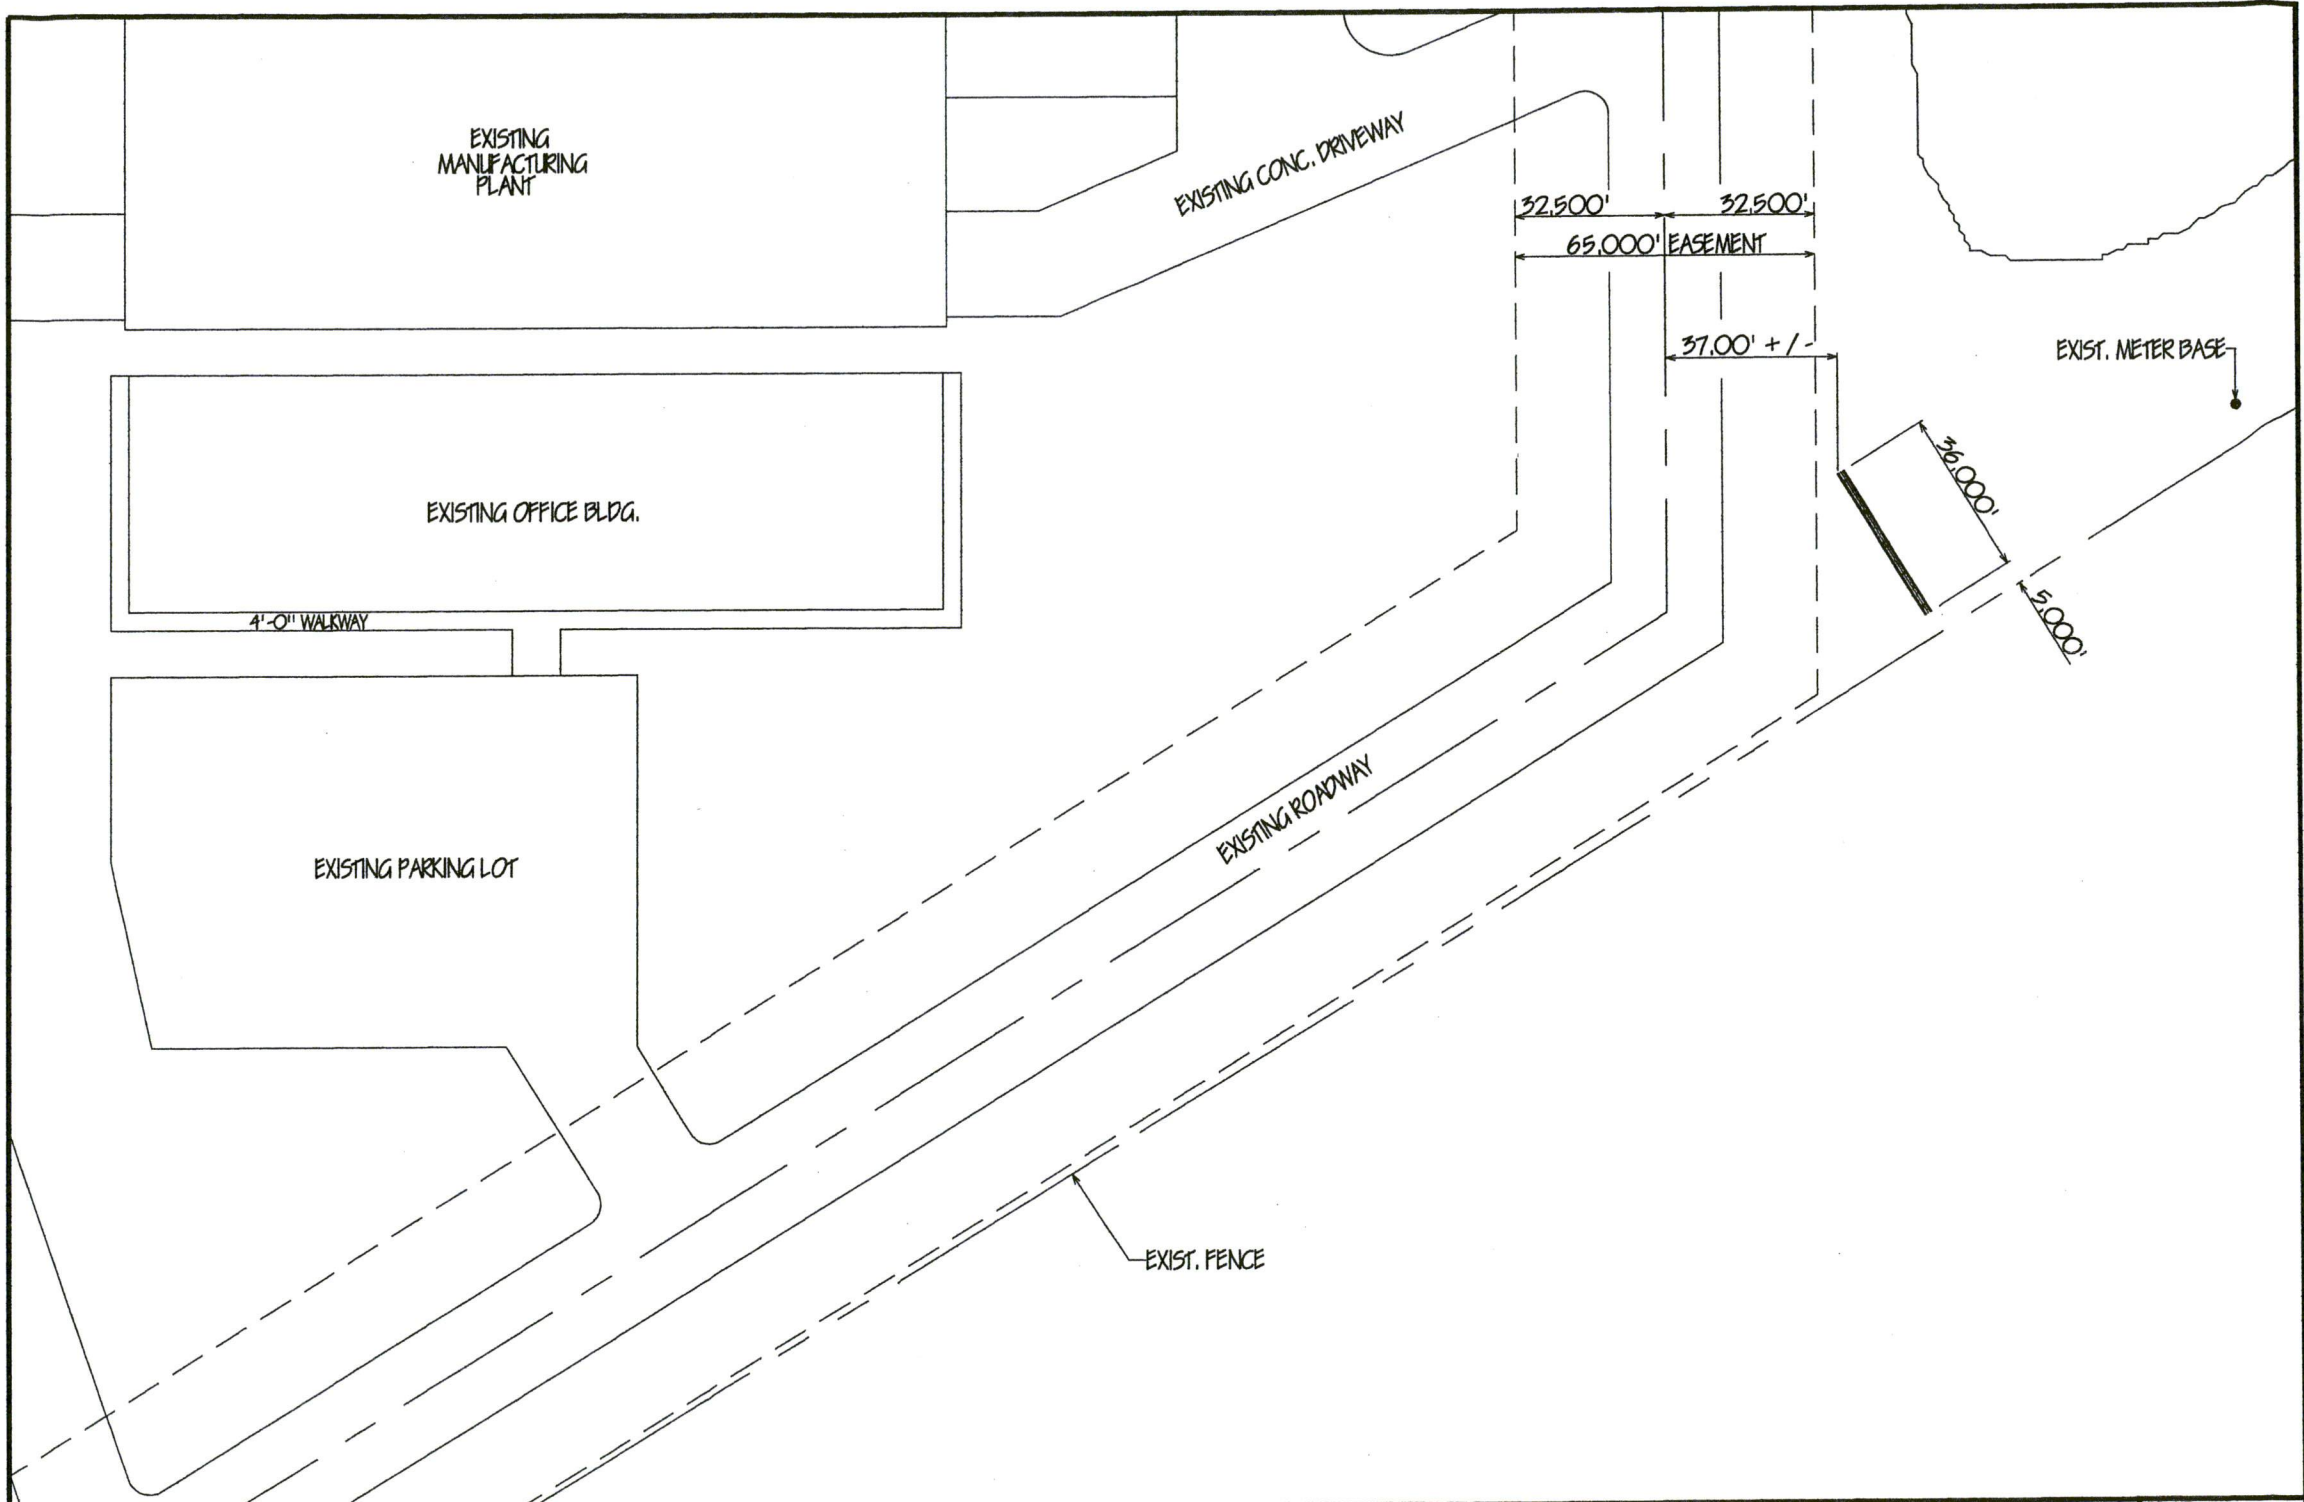 EXISTING
MANUFACTURING
PLANT
EXISTING CONC. DRIVEWAY
32.500'
32.500'
65.000' EASEMENT
37.00' +/-
EXIST. METER BASE
36.000'
5.000'
EXISTING OFFICE BLDG.
4'-0" WALKWAY
EXISTING ROADWAY
EXISTING PARKING LOT
EXIST. FENCE